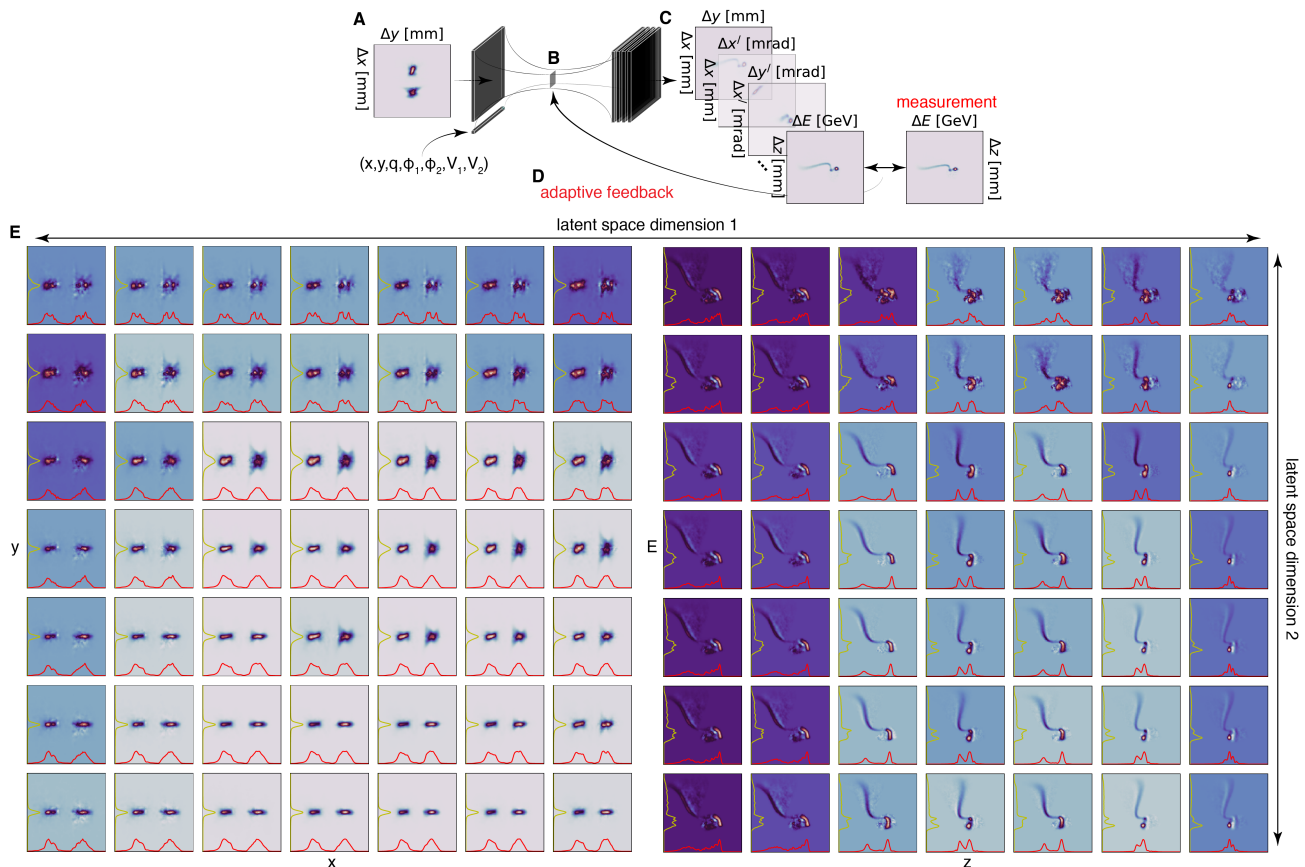 A
Δy [mm]
Δx [mm]
B
(x,y,q,ϕ₁,ϕ₂,V₁,V₂)
C
Δy [mm]
Δx [mm]
Δx′ [mrad]
Δx [mm]
Δy′ [mrad]
Δx′ [mrad]
ΔE [GeV]
Δz [mm]
measurement
ΔE [GeV]
Δz [mm]
D
adaptive feedback
E
latent space dimension 1
latent space dimension 2
y
x
E
z